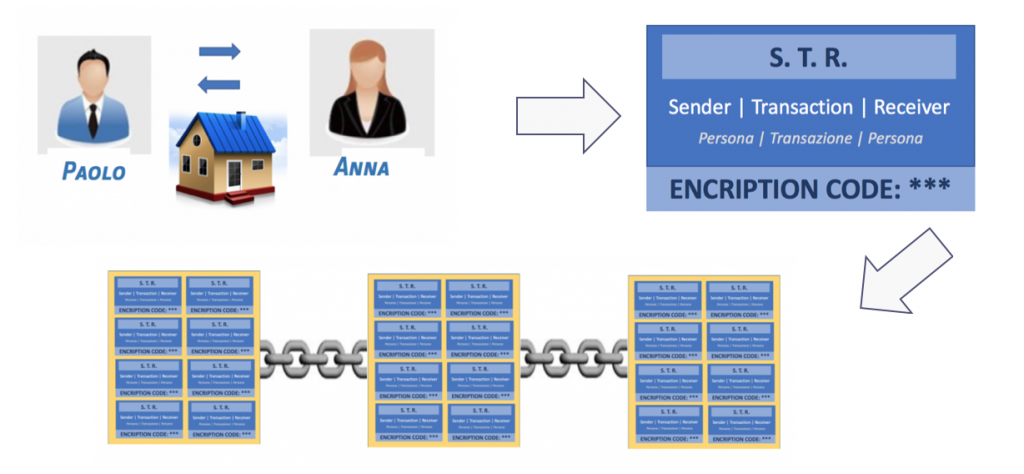 PAOLO
ANNA
S. T. R.
Sender | Transaction | Receiver
Persona | Transazione | Persona
ENCRIPTION CODE: ***
S. T. R.
Sender | Transaction | Receiver
Persona | Transazione | Persona
ENCRIPTION CODE: ***
S. T. R.
Sender | Transaction | Receiver
Persona | Transazione | Persona
ENCRIPTION CODE: ***
S. T. R.
Sender | Transaction | Receiver
Persona | Transazione | Persona
ENCRIPTION CODE: ***
S. T. R.
Sender | Transaction | Receiver
Persona | Transazione | Persona
ENCRIPTION CODE: ***
S. T. R.
Sender | Transaction | Receiver
Persona | Transazione | Persona
ENCRIPTION CODE: ***
S. T. R.
Sender | Transaction | Receiver
Persona | Transazione | Persona
ENCRIPTION CODE: ***
S. T. R.
Sender | Transaction | Receiver
Persona | Transazione | Persona
ENCRIPTION CODE: ***
S. T. R.
Sender | Transaction | Receiver
Persona | Transazione | Persona
ENCRIPTION CODE: ***
S. T. R.
Sender | Transaction | Receiver
Persona | Transazione | Persona
ENCRIPTION CODE: ***
S. T. R.
Sender | Transaction | Receiver
Persona | Transazione | Persona
ENCRIPTION CODE: ***
S. T. R.
Sender | Transaction | Receiver
Persona | Transazione | Persona
ENCRIPTION CODE: ***
S. T. R.
Sender | Transaction | Receiver
Persona | Transazione | Persona
ENCRIPTION CODE: ***
S. T. R.
Sender | Transaction | Receiver
Persona | Transazione | Persona
ENCRIPTION CODE: ***
S. T. R.
Sender | Transaction | Receiver
Persona | Transazione | Persona
ENCRIPTION CODE: ***
S. T. R.
Sender | Transaction | Receiver
Persona | Transazione | Persona
ENCRIPTION CODE: ***
S. T. R.
Sender | Transaction | Receiver
Persona | Transazione | Persona
ENCRIPTION CODE: ***
S. T. R.
Sender | Transaction | Receiver
Persona | Transazione | Persona
ENCRIPTION CODE: ***
S. T. R.
Sender | Transaction | Receiver
Persona | Transazione | Persona
ENCRIPTION CODE: ***
S. T. R.
Sender | Transaction | Receiver
Persona | Transazione | Persona
ENCRIPTION CODE: ***
S. T. R.
Sender | Transaction | Receiver
Persona | Transazione | Persona
ENCRIPTION CODE: ***
S. T. R.
Sender | Transaction | Receiver
Persona | Transazione | Persona
ENCRIPTION CODE: ***
S. T. R.
Sender | Transaction | Receiver
Persona | Transazione | Persona
ENCRIPTION CODE: ***
S. T. R.
Sender | Transaction | Receiver
Persona | Transazione | Persona
ENCRIPTION CODE: ***
S. T. R.
Sender | Transaction | Receiver
Persona | Transazione | Persona
ENCRIPTION CODE: ***